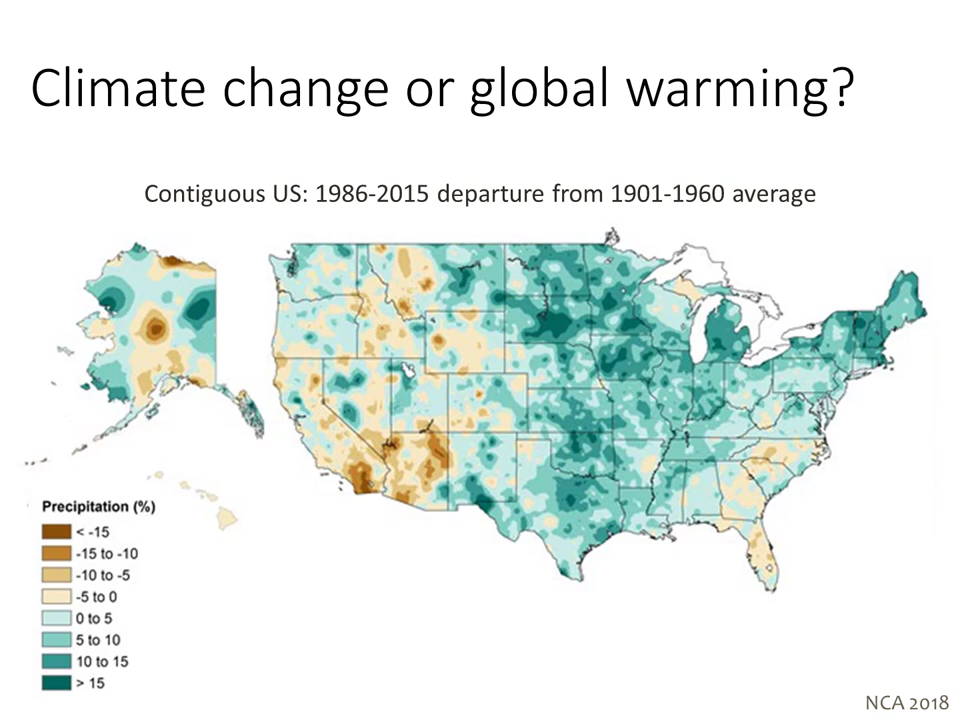 Climate change or global warming?
Contiguous US: 1986-2015 departure from 1901-1960 average
Precipitation (%)
< -15
-15 to -10
-10 to -5
-5 to 0
0 to 5
5 to 10
10 to 15
> 15
NCA 2018